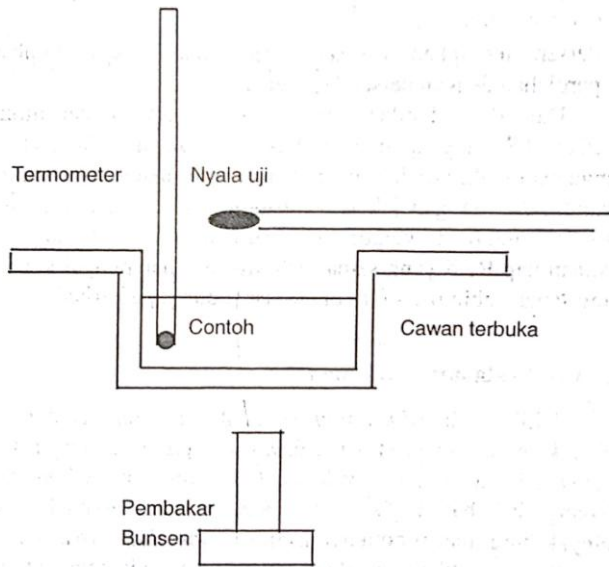 Termometer
Nyala uji
Contoh
Cawan terbuka
Pembakar
Bunsen